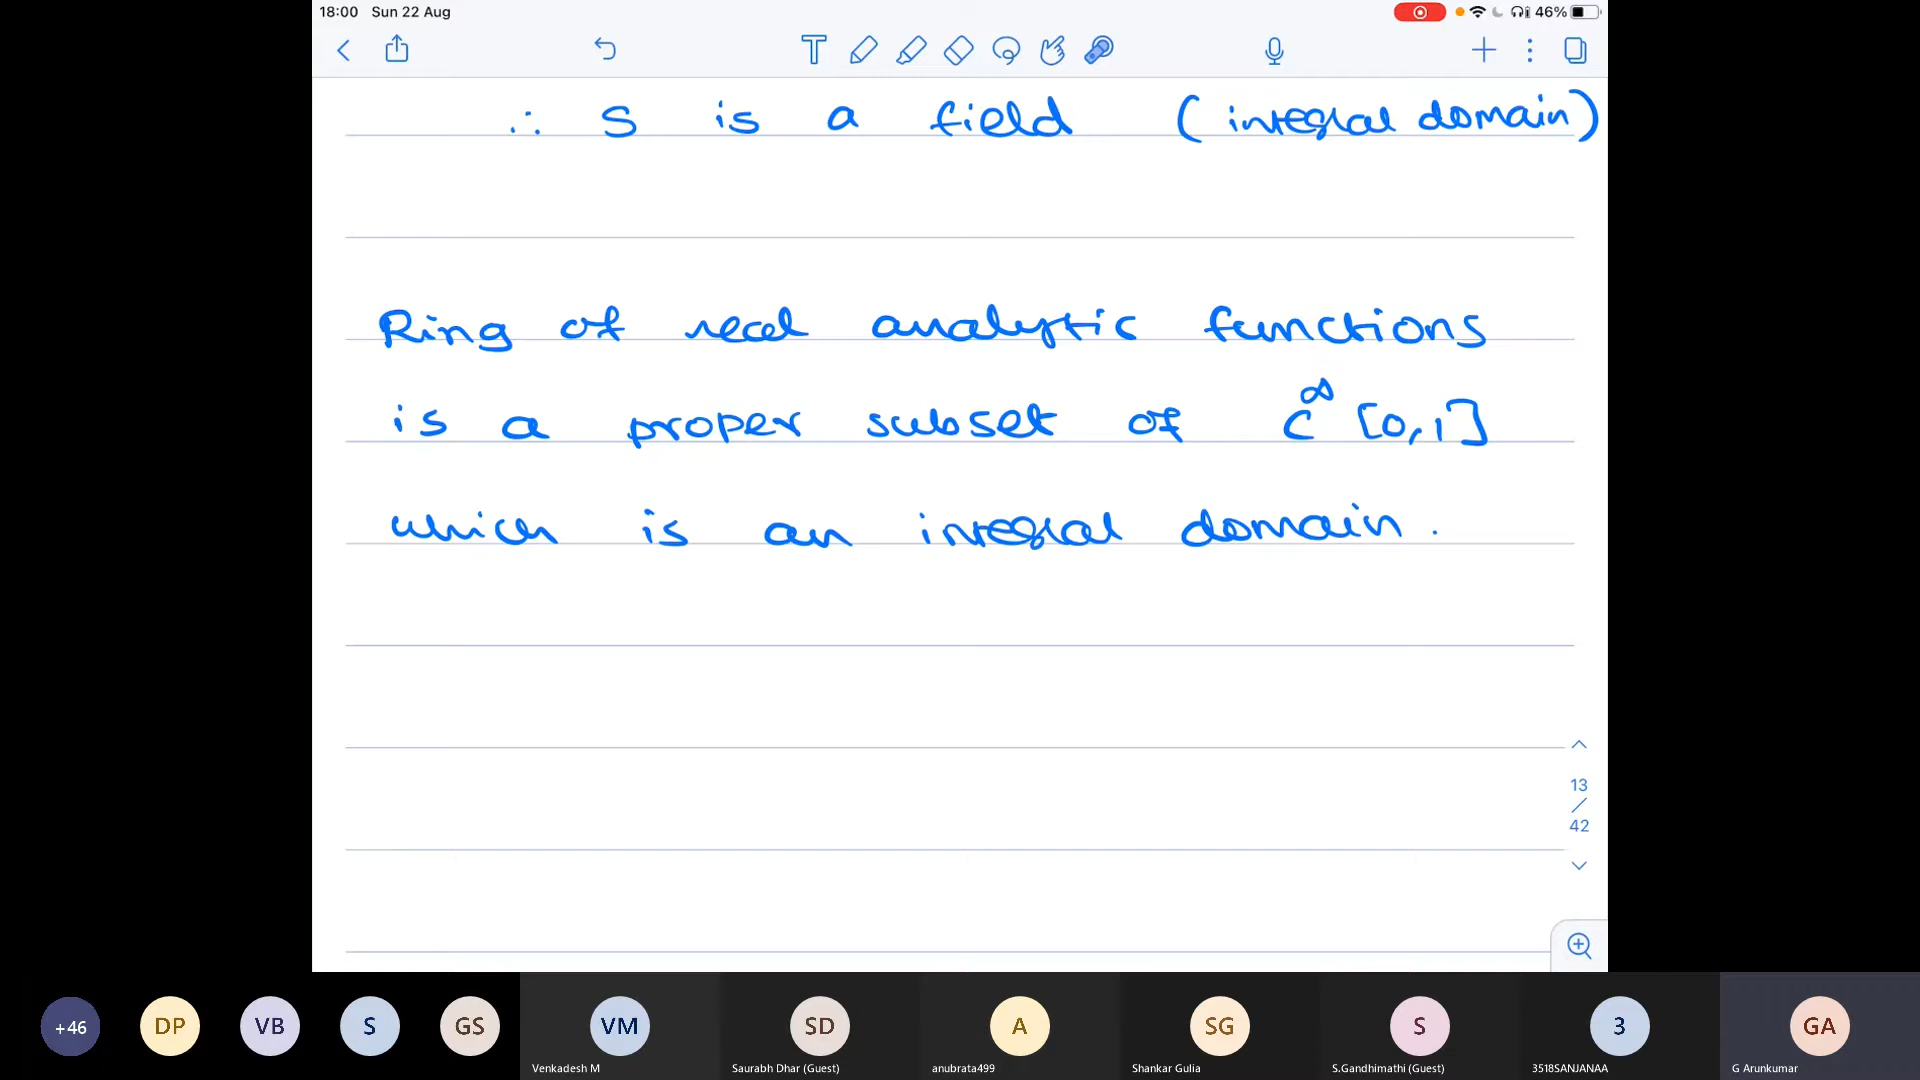 18:00 Sun 22 Aug 46%
∴ S is a field (integral domain)
Ring of real analytic functions
is a proper subset of C^∞ [0,1]
which is an integral domain.
13
/
42
+46 DP VB S GS VM SD A SG S 3 GA
Venkadesh M Saurabh Dhar (Guest) anubrata499 Shankar Gulia S.Gandhimathi (Guest) 3518SANJANAA G Arunkumar